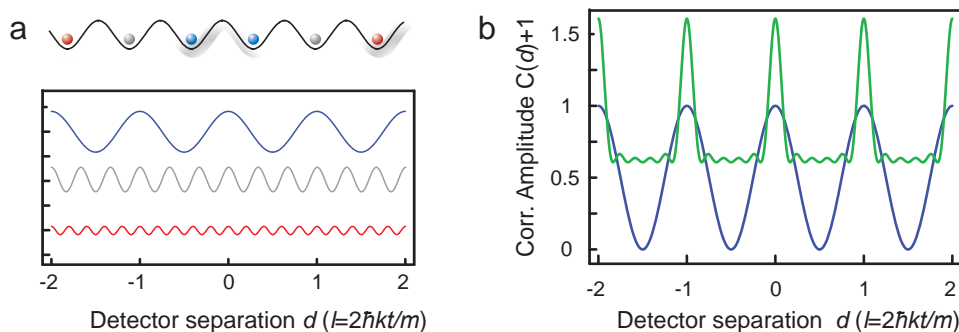 a
-2 -1 0 1 2
Detector separation d (l=2ħkt/m)
b
Corr. Amplitude C(d)+1
1.5
1
0.5
0
-2 -1 0 1 2
Detector separation d (l=2ħkt/m)